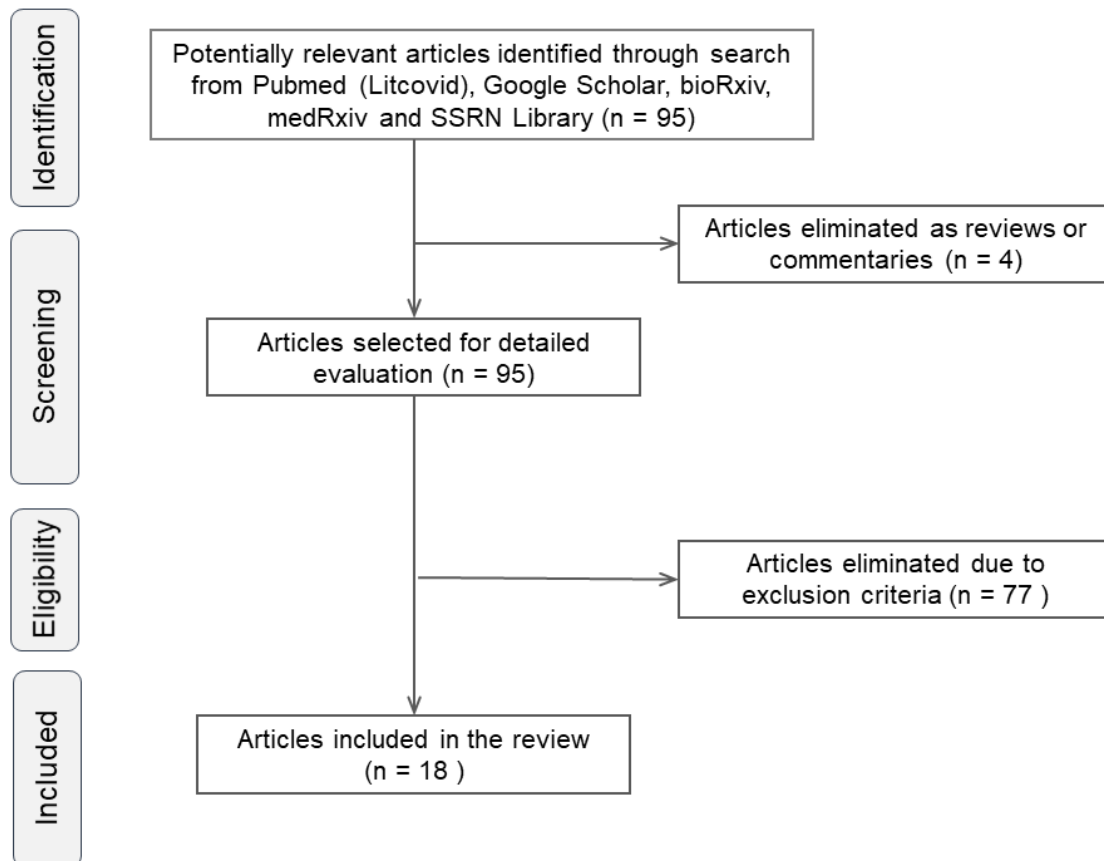 Identification
Potentially relevant articles identified through search
from Pubmed (Litcovid), Google Scholar, bioRxiv,
medRxiv and SSRN Library (n = 95)
Articles eliminated as reviews or
commentaries (n = 4)
Screening
Articles selected for detailed
evaluation (n = 95)
Eligibility
Articles eliminated due to
exclusion criteria (n = 77 )
Included
Articles included in the review
(n = 18 )